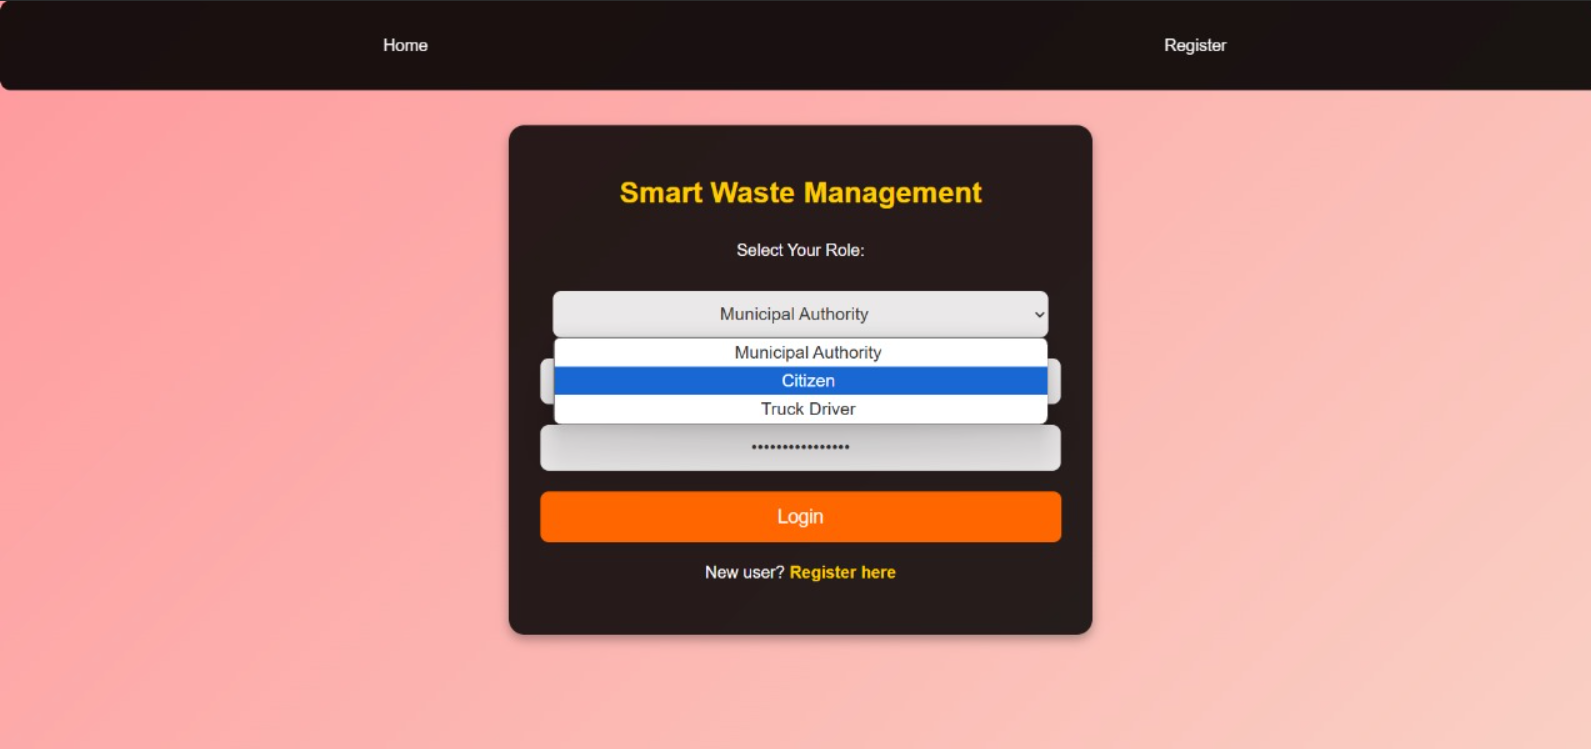 Home
Register
Smart Waste Management
Select Your Role:
Municipal Authority
Municipal Authority
Citizen
Truck Driver
••••••••••••••••
Login
New user? Register here